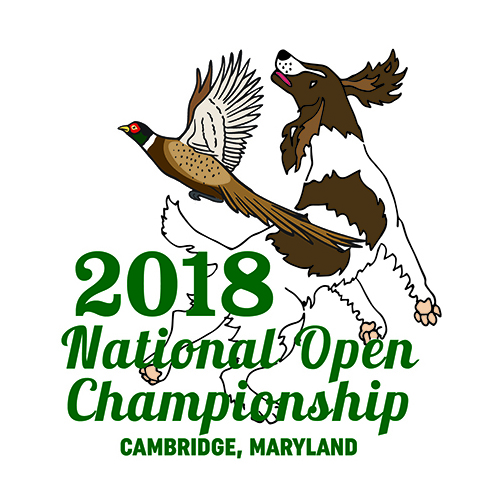 2018
National Open
Championship
CAMBRIDGE, MARYLAND